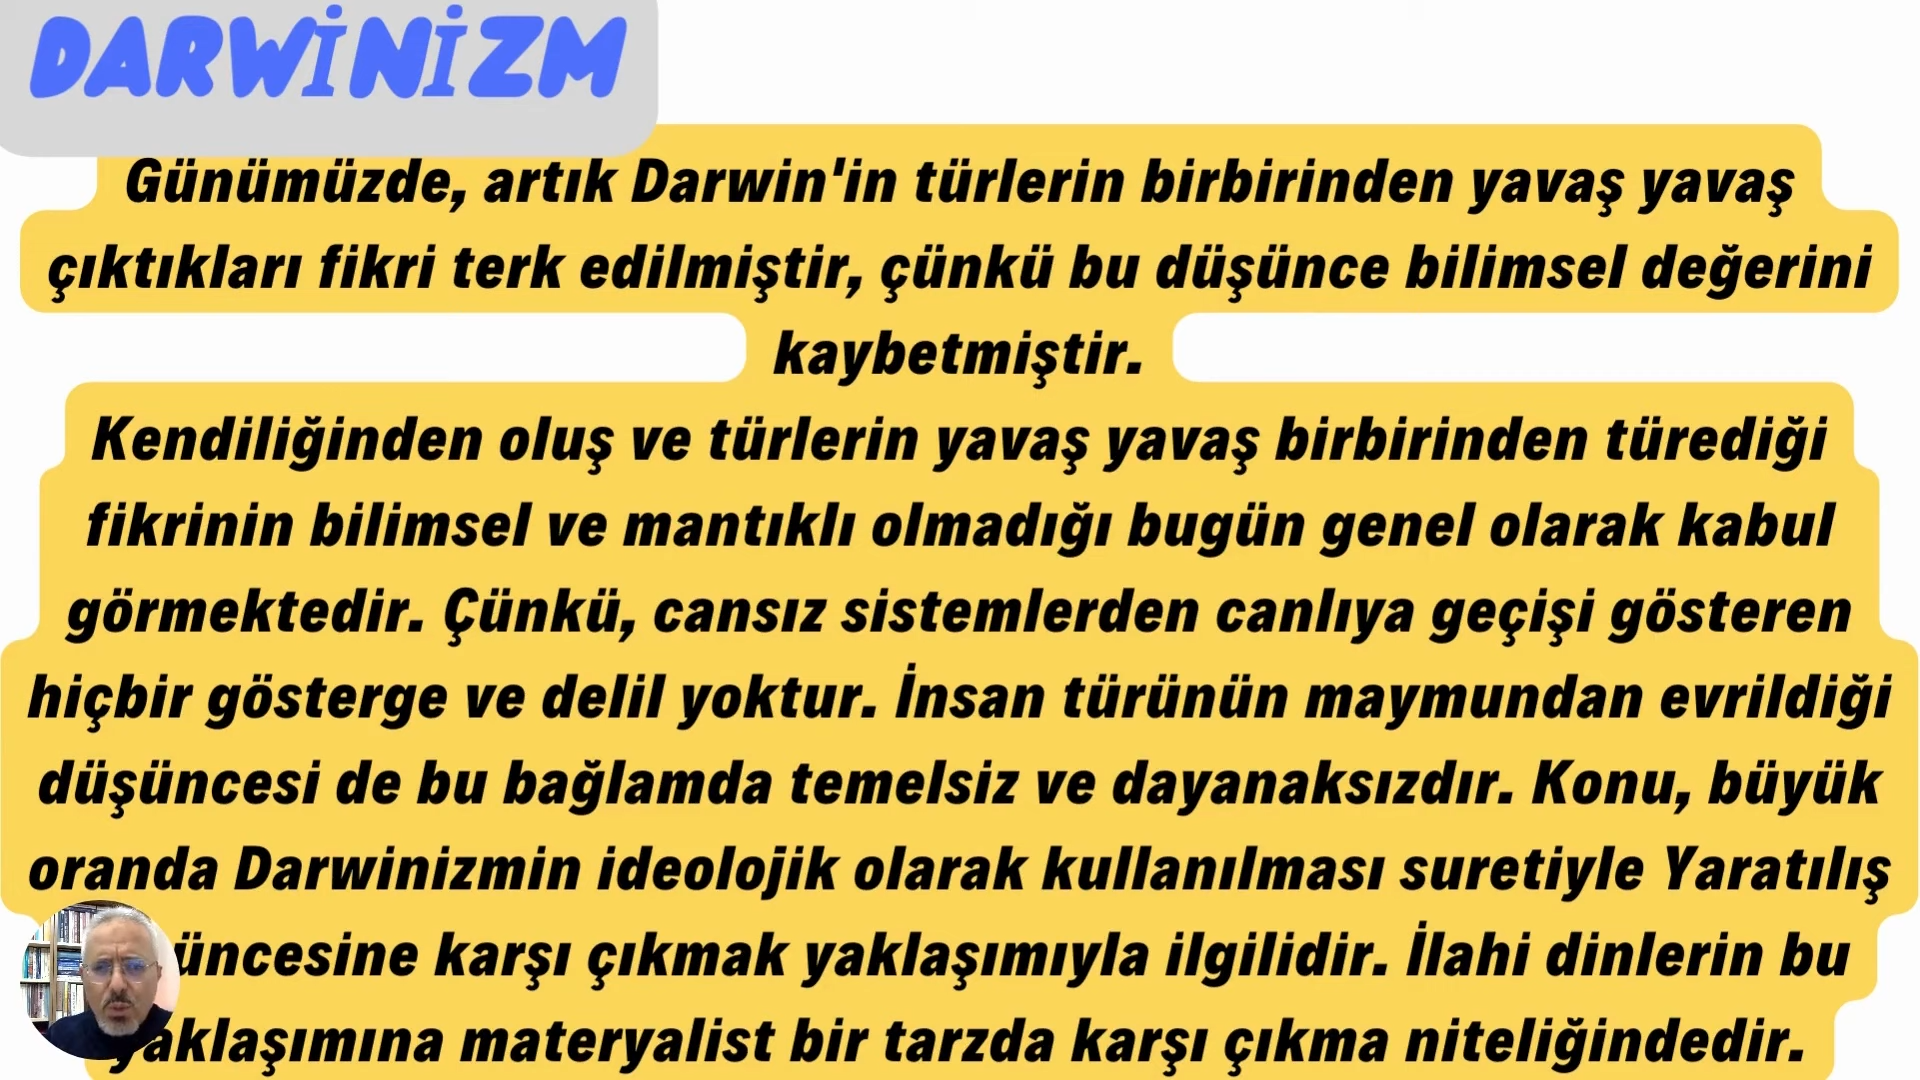 DARWİNİZM
Günümüzde, artık Darwin'in türlerin birbirinden yavaş yavaş
çıktıkları fikri terk edilmiştir, çünkü bu düşünce bilimsel değerini
kaybetmiştir.
Kendiliğinden oluş ve türlerin yavaş yavaş birbirinden türediği
fikrinin bilimsel ve mantıklı olmadığı bugün genel olarak kabul
görmektedir. Çünkü, cansız sistemlerden canlıya geçişi gösteren
hiçbir gösterge ve delil yoktur. İnsan türünün maymundan evrildiği
düşüncesi de bu bağlamda temelsiz ve dayanaksızdır. Konu, büyük
oranda Darwinizmin ideolojik olarak kullanılması suretiyle Yaratılış
üncesine karşı çıkmak yaklaşımıyla ilgilidir. İlahi dinlerin bu
yaklaşımına materyalist bir tarzda karşı çıkma niteliğindedir.